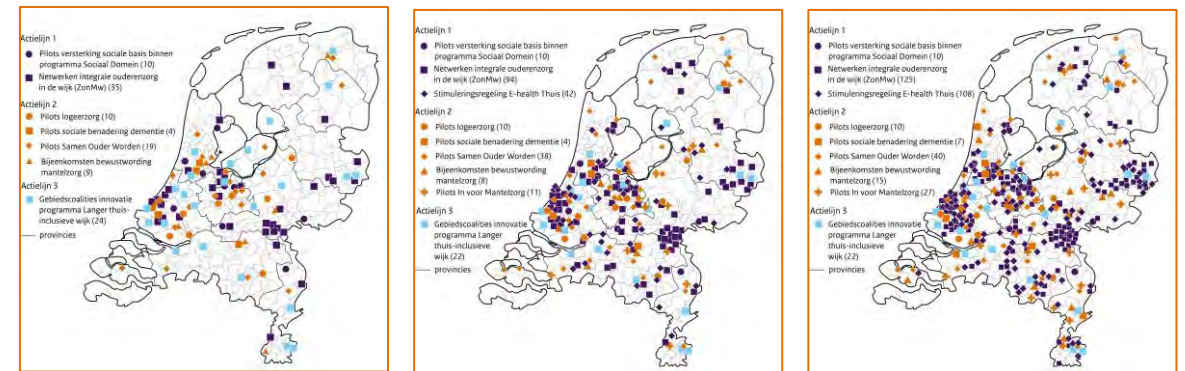 Actielijn 1
Pilots versterking sociale basis binnen
programma Sociaal Domein (10)
Netwerken integrale ouderenzorg
in de wijk (ZonMw) (35)
Actielijn 2
Pilots logeerzorg (10)
Pilots sociale benadering dementie (4)
Pilots Samen Ouder Worden (19)
Bijeenkomsten bewustwording
mantelzorg (9)
Actielijn 3
Gebiedscoalities innovatie
programma Langer thuis-
inclusieve wijk (24)
provincies
Actielijn 1
Pilots versterking sociale basis binnen
programma Sociaal Domein (10)
Netwerken integrale ouderenzorg
in de wijk (ZonMw) (94)
Stimuleringsregeling E-health Thuis (42)
Actielijn 2
Pilots logeerzorg (10)
Pilots sociale benadering dementie (4)
Pilots Samen Ouder Worden (38)
Bijeenkomsten bewustwording
mantelzorg (8)
Pilots In voor Mantelzorg (11)
Actielijn 3
Gebiedscoalities innovatie
programma Langer
thuis-inclusieve
wijk (22)
provincies
Actielijn 1
Pilots versterking sociale basis binnen
programma Sociaal Domein (10)
Netwerken integrale ouderenzorg
in de wijk (ZonMw) (125)
Stimuleringsregeling E-health Thuis (108)
Actielijn 2
Pilots logeerzorg (10)
Pilots sociale benadering dementie (7)
Pilots Samen Ouder Worden (40)
Bijeenkomsten bewustwording
mantelzorg (15)
Pilots In voor Mantelzorg (27)
Actielijn 3
Gebiedscoalities innovatie
programma Langer
thuis-inclusieve wijk
(22)
provincies